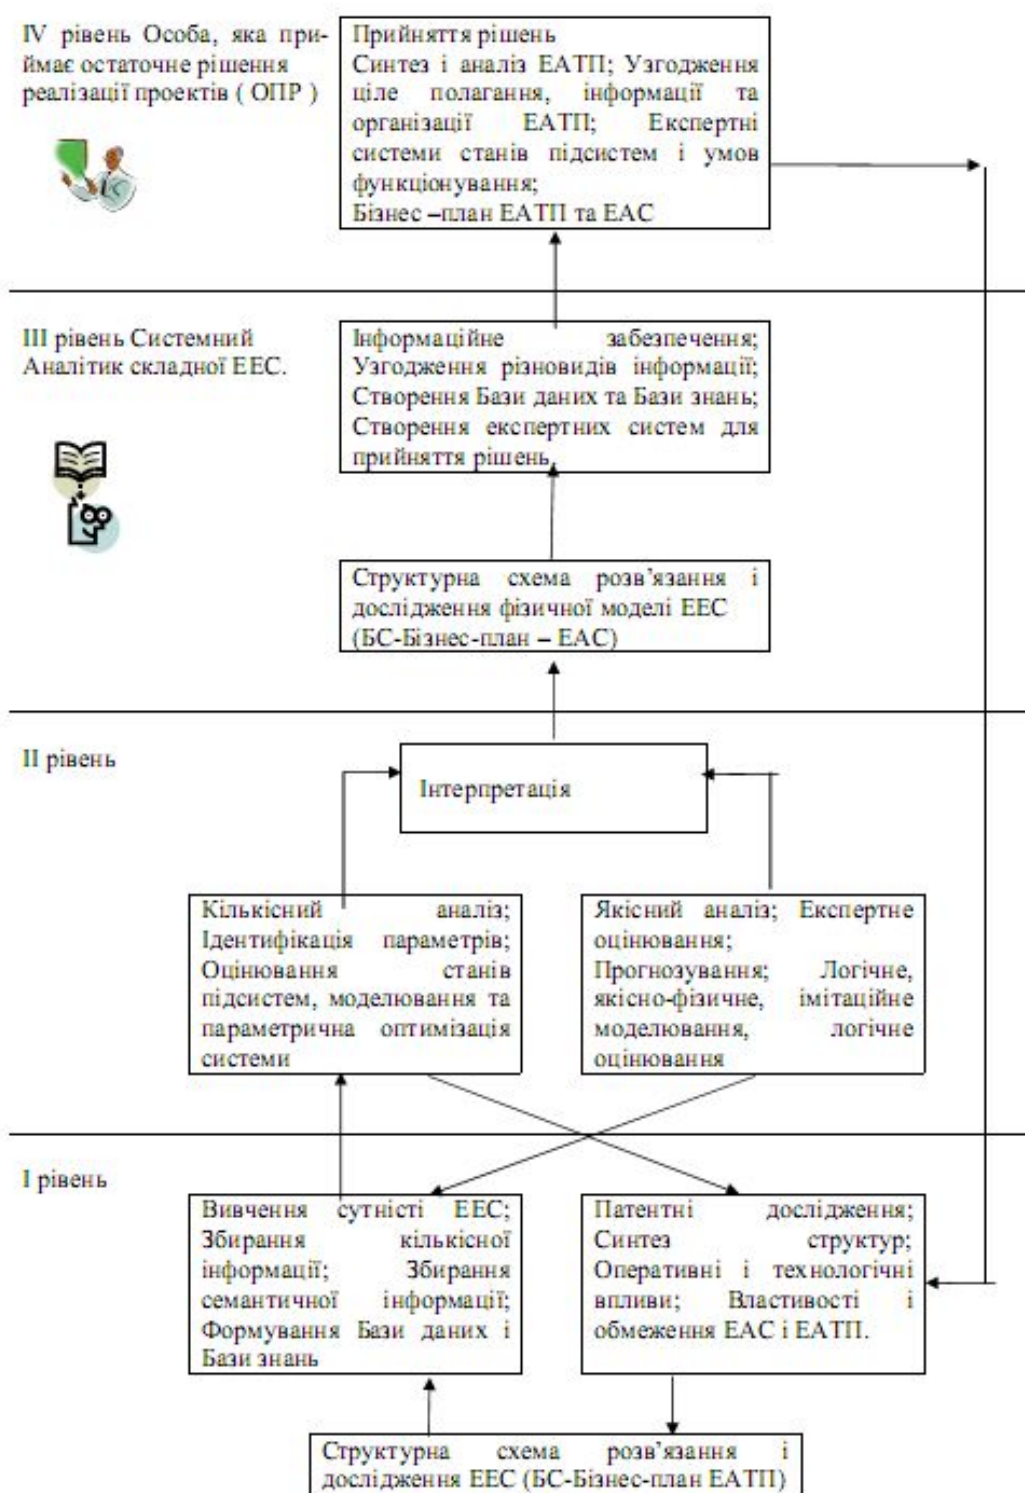 IV рівень Особа, яка при-
ймає остаточне рішення
реалізації проектів ( ОПР )
Прийняття рішень
Синтез і аналіз ЕАТП; Узгодження
ціле полагання, інформації та
організації ЕАТП; Експертні
системи станів підсистем і умов
функціонування;
Бізнес –план ЕАТП та ЕАС
III рівень Системний
Аналітик складної ЕЕС.
Інформаційне забезпечення;
Узгодження різновидів інформації;
Створення Бази даних та Бази знань;
Створення експертних систем для
прийняття рішень
Структурна схема розв’язання і
дослідження фізичної моделі ЕЕС
(БС-Бізнес-план – ЕАС)
II рівень
Інтерпретація
Кількісний аналіз;
Ідентифікація параметрів;
Оцінювання станів
підсистем, моделювання та
параметрична оптимізація
системи
Якісний аналіз; Експертне
оцінювання;
Прогнозування; Логічне,
якісно-фізичне, імітаційне
моделювання, логічне
оцінювання
I рівень
Вивчення сутністі ЕЕС;
Збирання кількісної
інформації; Збирання
семантичної інформації;
Формування Бази даних і
Бази знань
Патентні дослідження;
Синтез структур;
Оперативні і технологічні
впливи; Властивості і
обмеження ЕАС і ЕАТП.
Структурна схема розв’язання і
дослідження ЕЕС (БС-Бізнес-план ЕАТП)